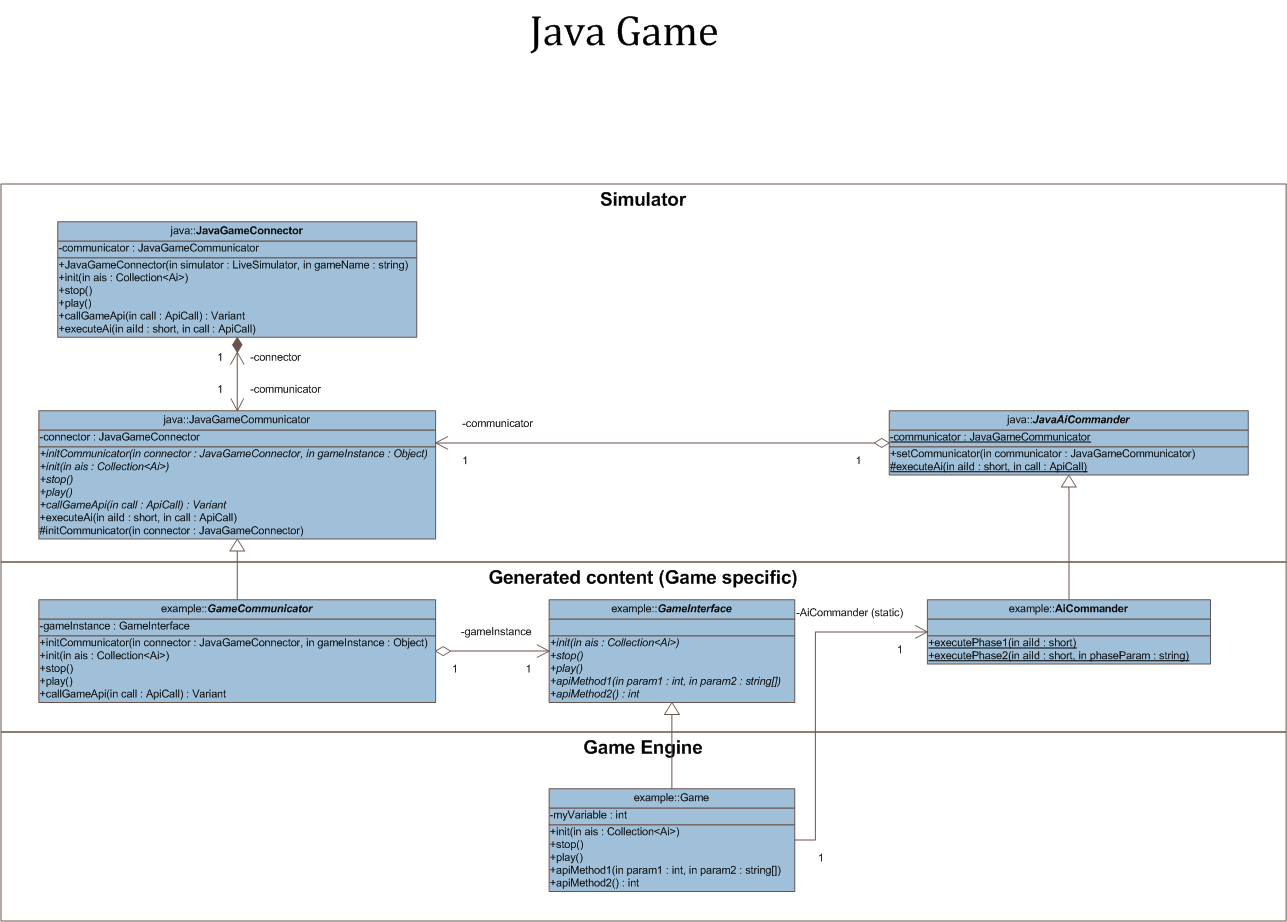 Java Game
Simulator
java::JavaGameConnector
-communicator : JavaGameCommunicator
+JavaGameConnector(in simulator : LiveSimulator, in gameName : string)
+init(in ais : Collection<Ai>)
+stop()
+play()
+callGameApi(in call : ApiCall) : Variant
+executeAi(in aiId : short, in call : ApiCall)
1
-connector
1
-communicator
java::JavaGameCommunicator
-connector : JavaGameConnector
+initCommunicator(in connector : JavaGameConnector, in gameInstance : Object)
+init(in ais : Collection<Ai>)
+stop()
+play()
+callGameApi(in call : ApiCall) : Variant
+executeAi(in aiId : short, in call : ApiCall)
#initCommunicator(in connector : JavaGameConnector)
-communicator
1
1
java::JavaAiCommander
-communicator : JavaGameCommunicator
+setCommunicator(in communicator : JavaGameCommunicator)
#executeAi(in aiId : short, in call : ApiCall)
Generated content (Game specific)
example::GameCommunicator
-gameInstance : GameInterface
+initCommunicator(in connector : JavaGameConnector, in gameInstance : Object)
+init(in ais : Collection<Ai>)
+stop()
+play()
+callGameApi(in call : ApiCall) : Variant
-gameInstance
1
1
example::GameInterface
+init(in ais : Collection<Ai>)
+stop()
+play()
+apiMethod1(in param1 : int, in param2 : string[])
+apiMethod2() : int
-AiCommander (static)
1
example::AiCommander
+executePhase1(in aiId : short)
+executePhase2(in aiId : short, in phaseParam : string)
Game Engine
example::Game
-myVariable : int
+init(in ais : Collection<Ai>)
+stop()
+play()
+apiMethod1(in param1 : int, in param2 : string[])
+apiMethod2() : int
1